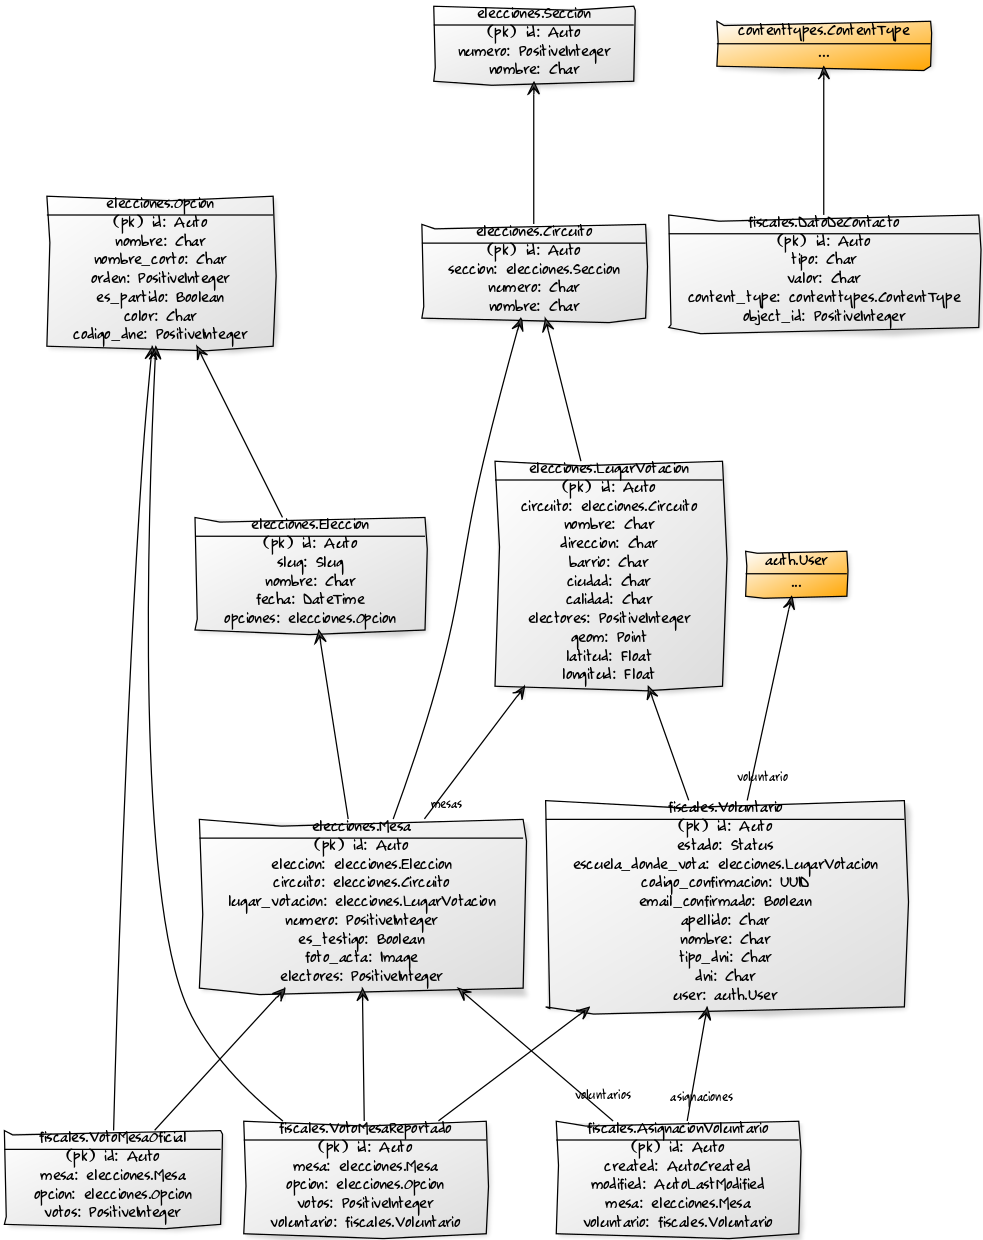 elecciones.Seccion
(pk) id: Auto
numero: PositiveInteger
nombre: Char
contenttypes.ContentType
...
elecciones.Opcion
(pk) id: Auto
nombre: Char
nombre_corto: Char
orden: PositiveInteger
es_partido: Boolean
color: Char
codigo_dne: PositiveInteger
elecciones.Circuito
(pk) id: Auto
seccion: elecciones.Seccion
numero: Char
nombre: Char
fiscales.DatoDeContacto
(pk) id: Auto
tipo: Char
valor: Char
content_type: contenttypes.ContentType
object_id: PositiveInteger
elecciones.LugarVotacion
(pk) id: Auto
circuito: elecciones.Circuito
nombre: Char
direccion: Char
barrio: Char
ciudad: Char
calidad: Char
electores: PositiveInteger
geom: Point
latitud: Float
longitud: Float
elecciones.Eleccion
(pk) id: Auto
slug: Slug
nombre: Char
fecha: DateTime
opciones: elecciones.Opcion
auth.User
...
voluntario
mesas
elecciones.Mesa
(pk) id: Auto
eleccion: elecciones.Eleccion
circuito: elecciones.Circuito
lugar_votacion: elecciones.LugarVotacion
numero: PositiveInteger
es_testigo: Boolean
foto_acta: Image
electores: PositiveInteger
fiscales.Voluntario
(pk) id: Auto
estado: Status
escuela_donde_vota: elecciones.LugarVotacion
codigo_confirmacion: UUID
email_confirmado: Boolean
apellido: Char
nombre: Char
tipo_dni: Char
dni: Char
user: auth.User
voluntarios
asignaciones
fiscales.VotoMesaOficial
(pk) id: Auto
mesa: elecciones.Mesa
opcion: elecciones.Opcion
votos: PositiveInteger
fiscales.VotoMesaReportado
(pk) id: Auto
mesa: elecciones.Mesa
opcion: elecciones.Opcion
votos: PositiveInteger
voluntario: fiscales.Voluntario
fiscales.AsignacionVoluntario
(pk) id: Auto
created: AutoCreated
modified: AutoLastModified
mesa: elecciones.Mesa
voluntario: fiscales.Voluntario